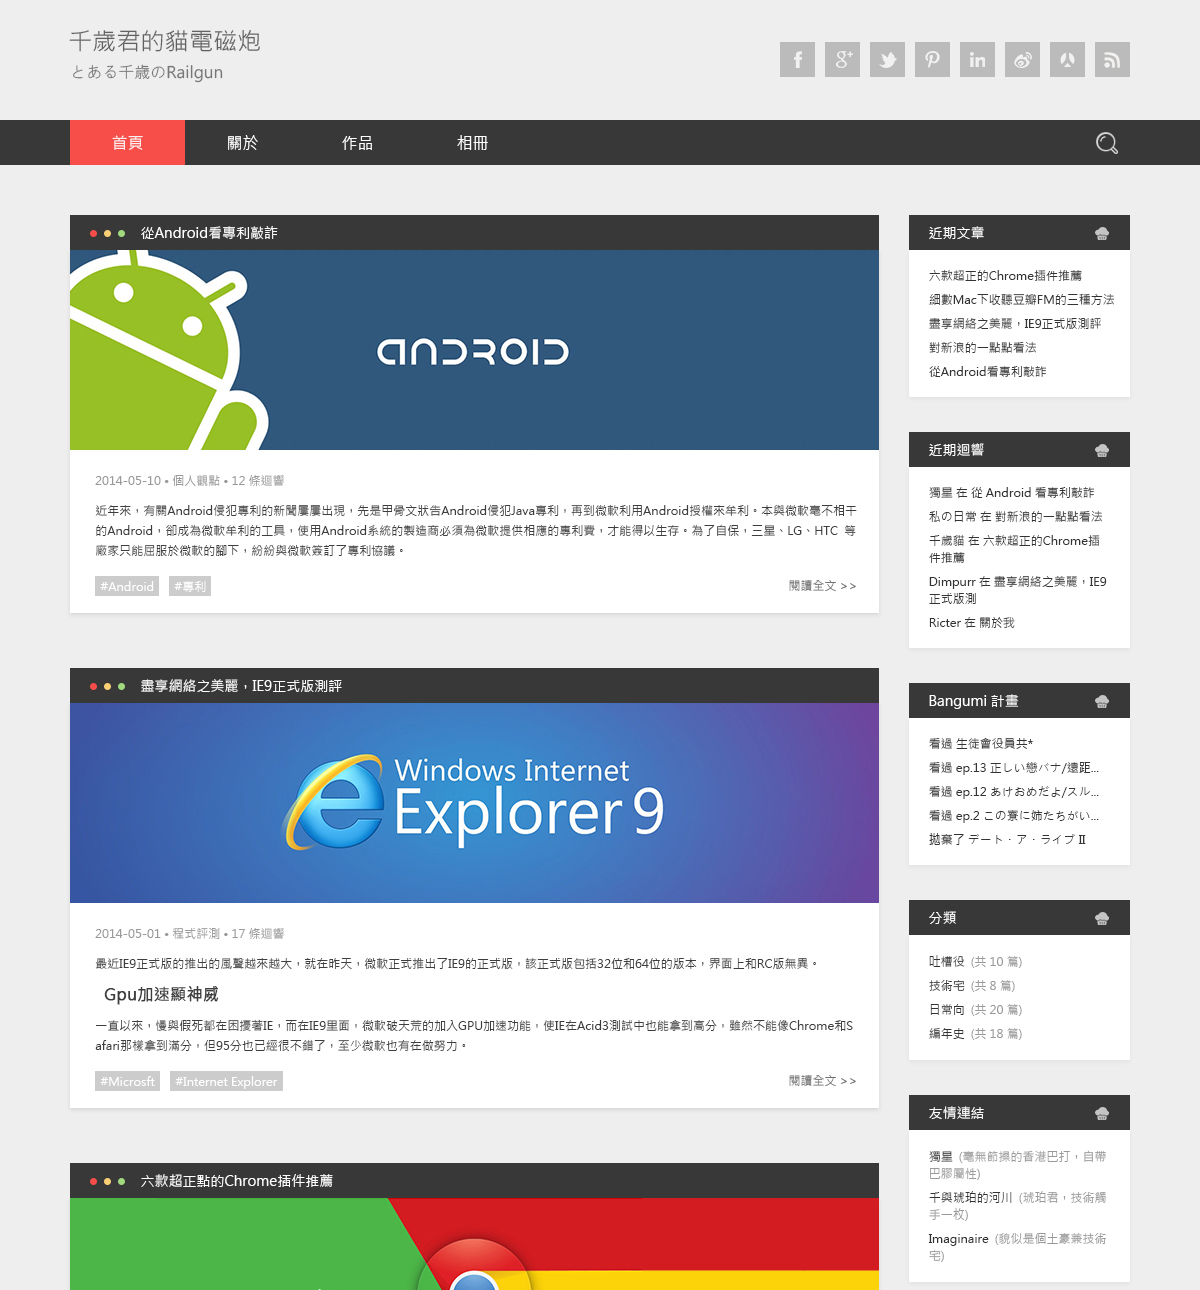 千歲君的貓電磁炮
とある千歳のRailgun
首頁
關於
作品
相冊
從Android看專利敲詐
ANDROID
2014-05-10 • 個人觀點 • 12 條迴響
近年來，有關Android侵犯專利的新聞屢屢出現，先是甲骨文狀告Android侵犯Java專利，再到微軟利用Android授權來牟利。本與微軟毫不相干
的Android，卻成為微軟牟利的工具，使用Android系統的製造商必須為微軟提供相應的專利費，才能得以生存。為了自保，三星、LG、HTC 等
廠家只能屈服於微軟的腳下，紛紛與微軟簽訂了專利協議。
#Android #專利
閱讀全文 >>
盡享網絡之美麗，IE9正式版測評
Windows Internet
Explorer 9
2014-05-01 • 程式評測 • 17 條迴響
最近IE9正式版的推出的風聲越來越大，就在昨天，微軟正式推出了IE9的正式版，該正式版包括32位和64位的版本，界面上和RC版無異。
Gpu加速顯神威
一直以來，慢與假死都在困擾著IE，而在IE9里面，微軟破天荒的加入GPU加速功能，使IE在Acid3測試中也能拿到高分，雖然不能像Chrome和S
afari那樣拿到滿分，但95分也已經很不錯了，至少微軟也有在做努力。
#Microsft #Internet Explorer
閱讀全文 >>
六款超正點的Chrome插件推薦
近期文章
六款超正的Chrome插件推薦
細數Mac下收聽豆瓣FM的三種方法
盡享網絡之美麗，IE9正式版測評
對新浪的一點點看法
從Android看專利敲詐
近期迴響
獨星 在 從 Android 看專利敲詐
私の日常 在 對新浪的一點點看法
千歲貓 在 六款超正的Chrome插
件推薦
Dimpurr 在 盡享網絡之美麗，IE9
正式版測
Ricter 在 關於我
Bangumi 計畫
看過 生徒會役員共*
看過 ep.13 正しい戀バナ/遠距...
看過 ep.12 あけおめだよ/スル...
看過 ep.2 この寮に姉たちがい...
拋棄了 デート・ア・ライブ II
分類
吐槽役 (共 10 篇)
技術宅 (共 8 篇)
日常向 (共 20 篇)
編年史 (共 18 篇)
友情連結
獨星 (毫無節操的香港巴打，自帶
巴膠屬性)
千與琥珀的河川 (琥珀君，技術觸
手一枚)
Imaginaire (貌似是個土豪兼技術
宅)